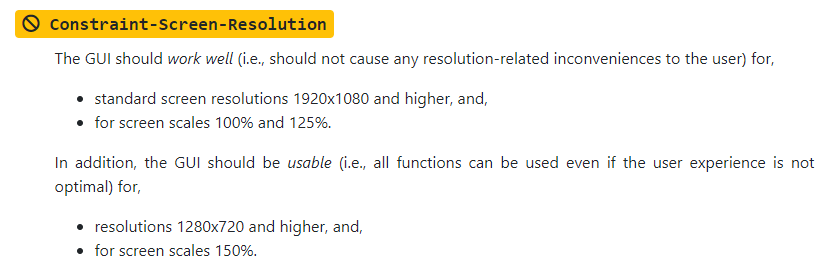 Constraint-Screen-Resolution
The GUI should work well (i.e., should not cause any resolution-related inconveniences to the user) for,
• standard screen resolutions 1920x1080 and higher, and,
• for screen scales 100% and 125%.
In addition, the GUI should be usable (i.e., all functions can be used even if the user experience is not
optimal) for,
• resolutions 1280x720 and higher, and,
• for screen scales 150%.